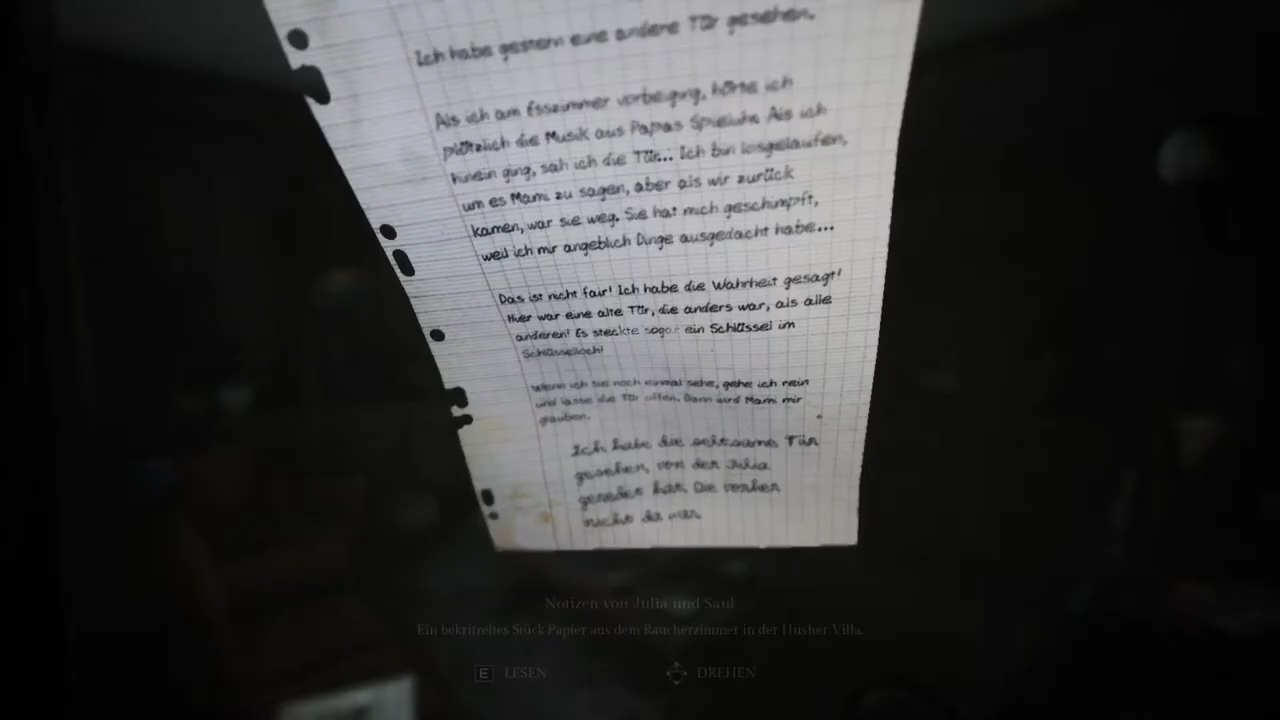 Ich habe gestern eine andere Tür gesehen.
Als ich am Esszimmer vorbeiging, hörte ich
plötzlich die Musik aus Papas Spieluhr. Als ich
hinein ging, sah ich die Tür... Ich bin losgelaufen,
um es Mami zu sagen, aber als wir zurück
kamen, war sie weg. Sie hat mich geschimpft,
weil ich mir angeblich Dinge ausgedacht habe...
Das ist nicht fair! Ich habe die Wahrheit gesagt!
Hier war eine alte Tür, die anders war, als alle
anderen! Es steckte sogar ein Schlüssel im
Schlüsselloch!
Wenn ich sie noch einmal sehe, gehe ich rein
und lasse die Tür offen. Dann wird Mami mir
glauben.
Ich habe die seltsame Tür
gesehen, von der Julia
geredet hat. Die vorher
nicht da war.
Notizen von Julia und Saul
Ein bekritzeltes Stück Papier aus dem Raucherzimmer in der Husher Villa.
E LESEN DREHEN